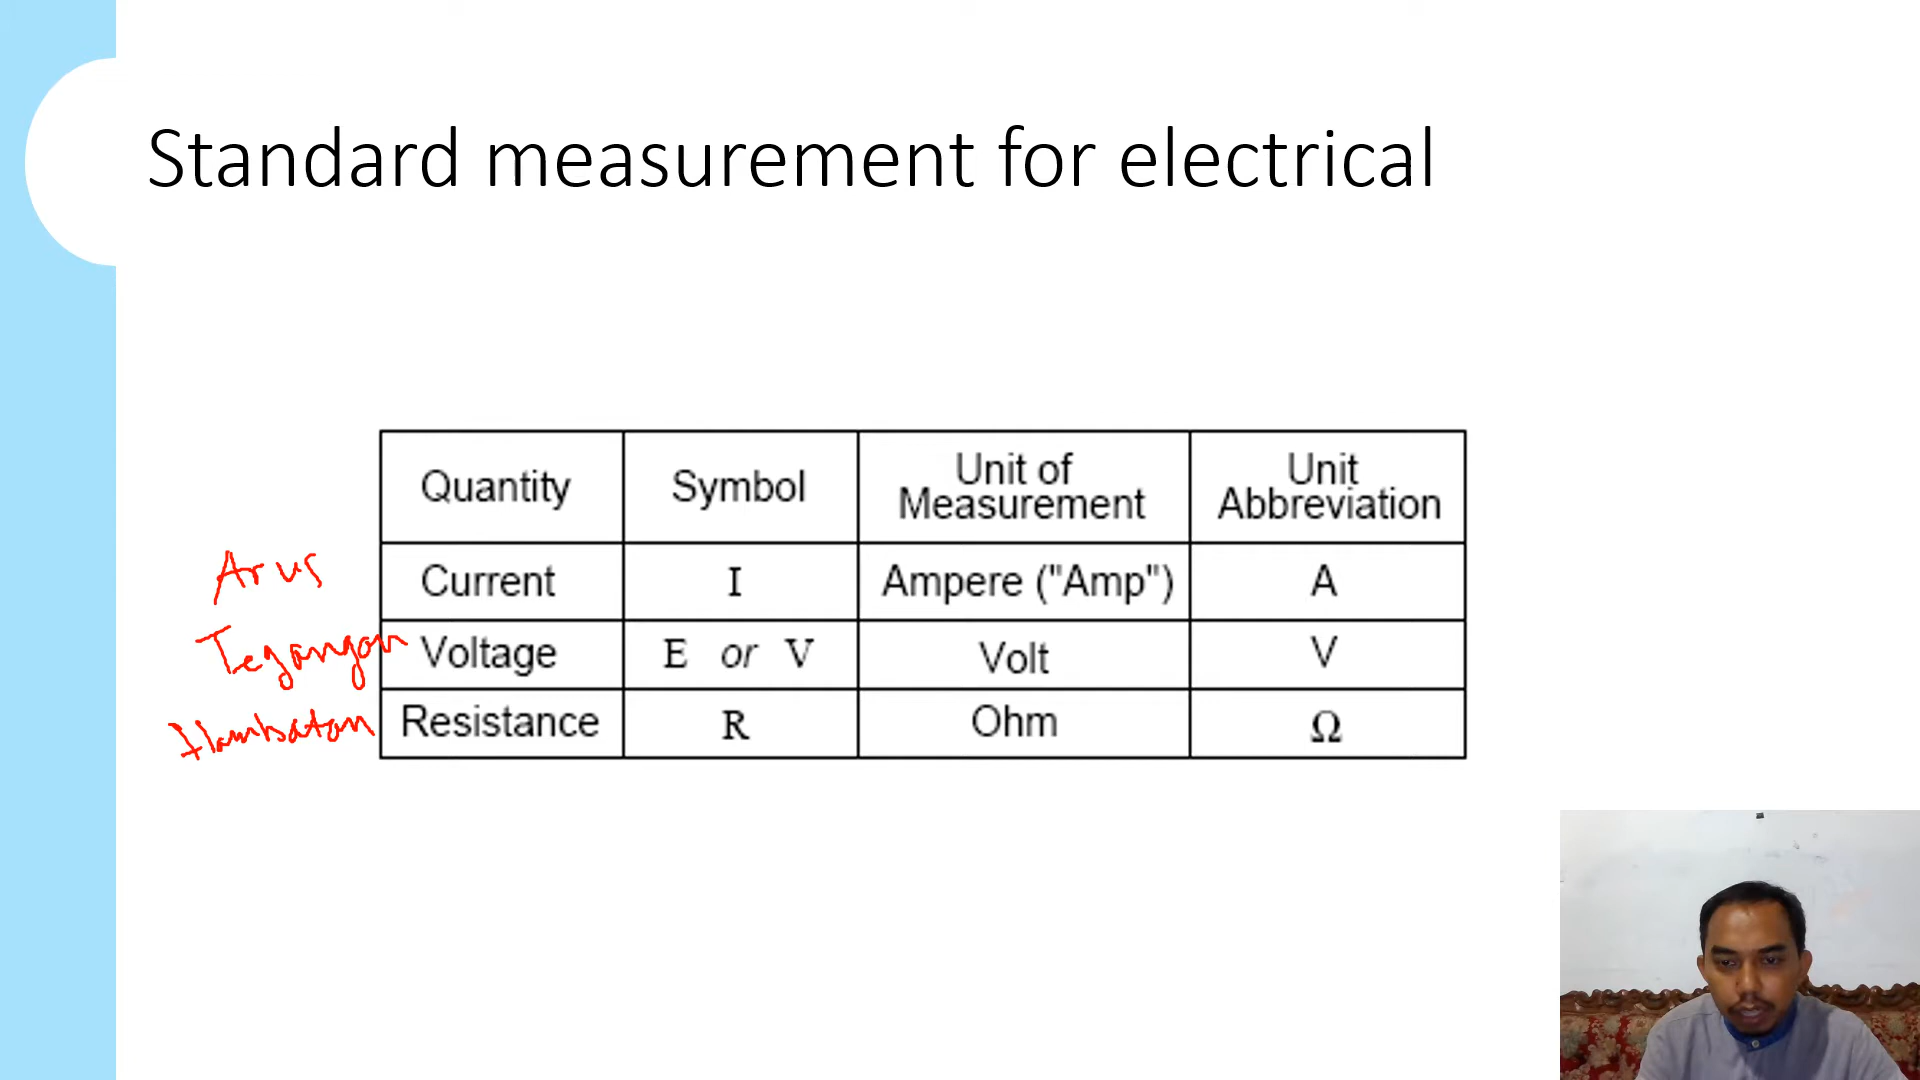 Standard measurement for electrical
Quantity Symbol Unit of Measurement Unit Abbreviation
Arus Current I Ampere ("Amp") A
Tegangan Voltage E or V Volt V
Hambatan Resistance R Ohm Ω